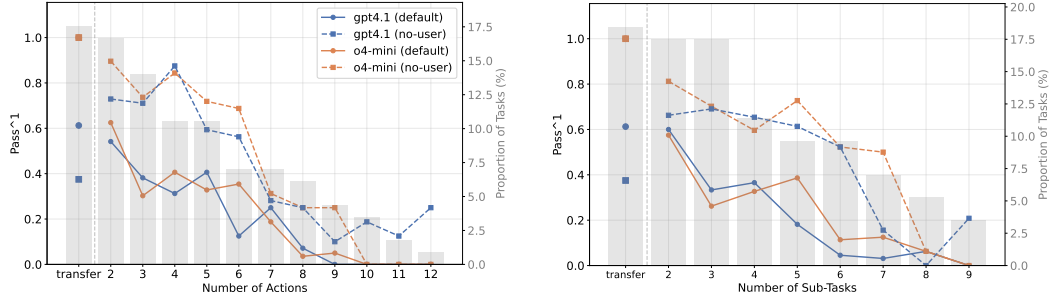 gpt4.1 (default)
gpt4.1 (no-user)
o4-mini (default)
o4-mini (no-user)
Pass^1
1.0
0.8
0.6
0.4
0.2
0.0
transfer 2 3 4 5 6 7 8 9 10 11 12
Number of Actions
17.5
15.0
12.5
10.0
7.5
5.0
2.5
0.0
Proportion of Tasks (%)
Pass^1
1.0
0.8
0.6
0.4
0.2
0.0
transfer 2 3 4 5 6 7 8 9
Number of Sub-Tasks
20.0
17.5
15.0
12.5
10.0
7.5
5.0
2.5
0.0
Proportion of Tasks (%)